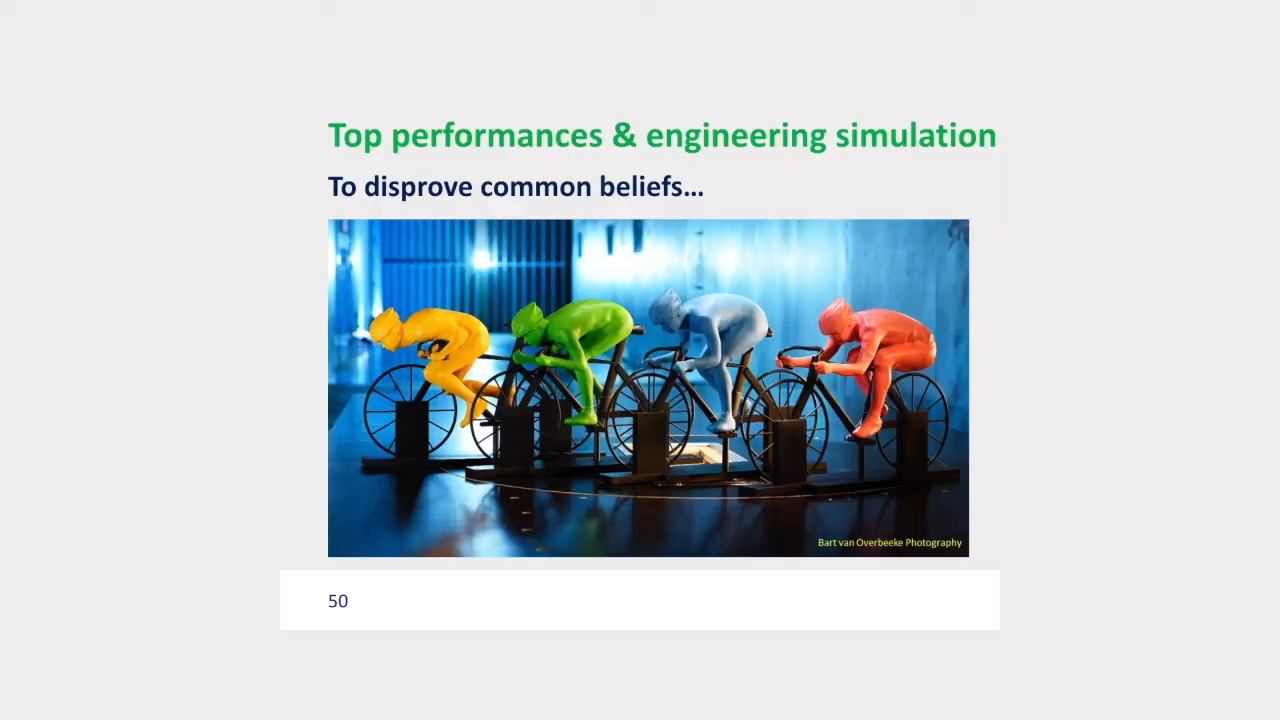 Top performances & engineering simulation
To disprove common beliefs…
Bart van Overbeeke Photography
50